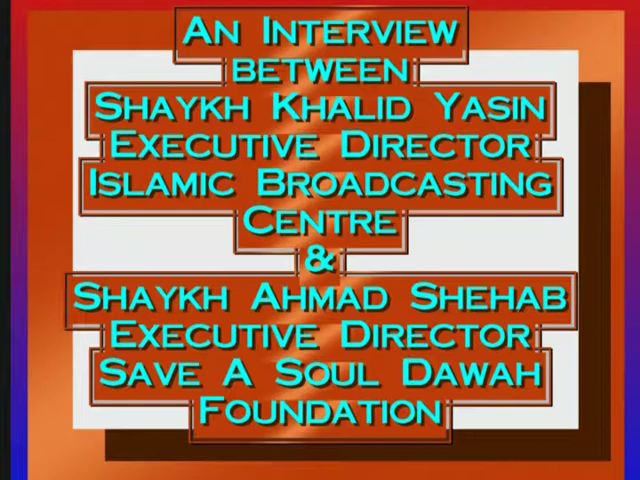 An Interview
between
Shaykh Khalid Yasin
Executive Director
Islamic Broadcasting
Centre
&
Shaykh Ahmad Shehab
Executive Director
Save A Soul Dawah
Foundation